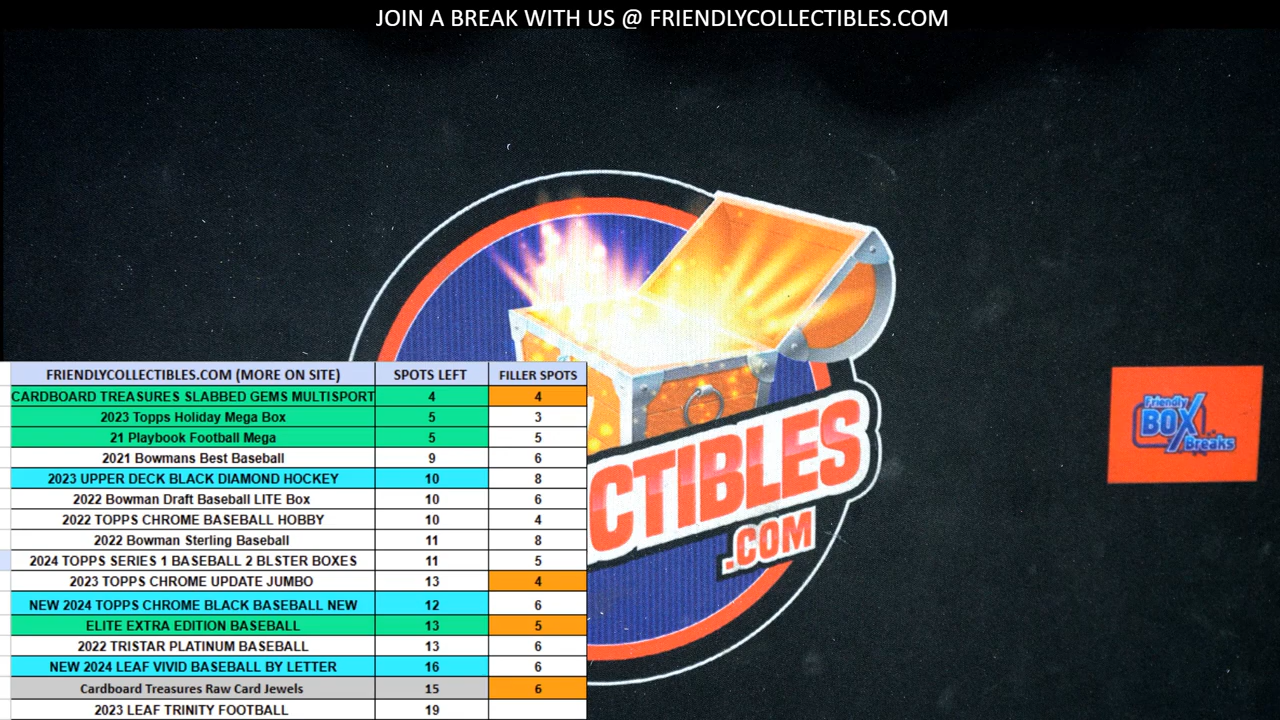 JOIN A BREAK WITH US @ FRIENDLYCOLLECTIBLES.COM
FRIENDLYCOLLECTIBLES.COM (MORE ON SITE) SPOTS LEFT FILLER SPOTS
CARDBOARD TREASURES SLABBED GEMS MULTISPORT 4 4
2023 Topps Holiday Mega Box 5 3
21 Playbook Football Mega 5 5
2021 Bowmans Best Baseball 9 6
2023 UPPER DECK BLACK DIAMOND HOCKEY 10 8
2022 Bowman Draft Baseball LITE Box 10 6
2022 TOPPS CHROME BASEBALL HOBBY 10 4
2022 Bowman Sterling Baseball 11 8
2024 TOPPS SERIES 1 BASEBALL 2 BLSTER BOXES 11 5
2023 TOPPS CHROME UPDATE JUMBO 13 4
NEW 2024 TOPPS CHROME BLACK BASEBALL NEW 12 6
ELITE EXTRA EDITION BASEBALL 13 5
2022 TRISTAR PLATINUM BASEBALL 13 6
NEW 2024 LEAF VIVID BASEBALL BY LETTER 16 6
Cardboard Treasures Raw Card Jewels 15 6
2023 LEAF TRINITY FOOTBALL 19
CTIBLES
.COM
Friendly
BOX
Breaks